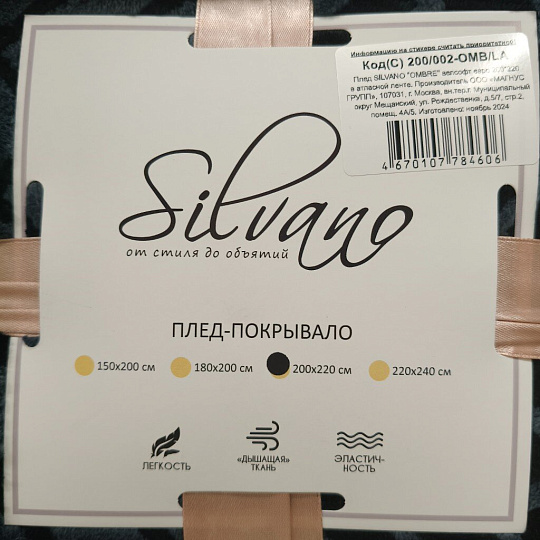 Информацию на стикере считать приоритетной!
Код(С) 200/002-OMB/LA
Плед SILVANO "OMBRE" велсофт евро 200*220
в атласной ленте. Производитель ООО «МАГНУС
ГРУПП», 107031, г. Москва, вн.тер.г. Муниципальный
округ Мещанский, ул. Рождественка, д.5/7, стр.2,
помещ. 4А/5. Изготовлено: ноябрь 2024
4 670107 784606
Silvano
от стиля до объятий
ПЛЕД-ПОКРЫВАЛО
150x200 см 180x200 см 200x220 см 220x240 см
ЛЕГКОСТЬ
«ДЫШАЩАЯ»
ТКАНЬ
ЭЛАСТИЧ-
НОСТЬ